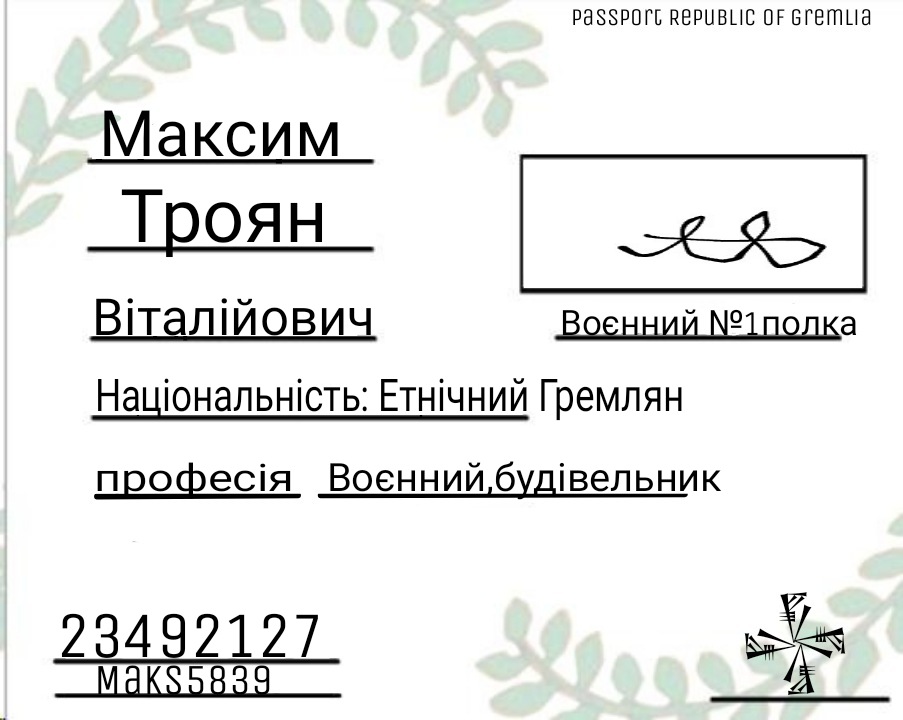 PASSPORT REPUBLIC OF Gremlia
Максим
Троян
Віталійович
Воєнний №1полка
Національність: Етнічний Гремлян
професія Воєнний,будівельник
23492127
MaKS5839